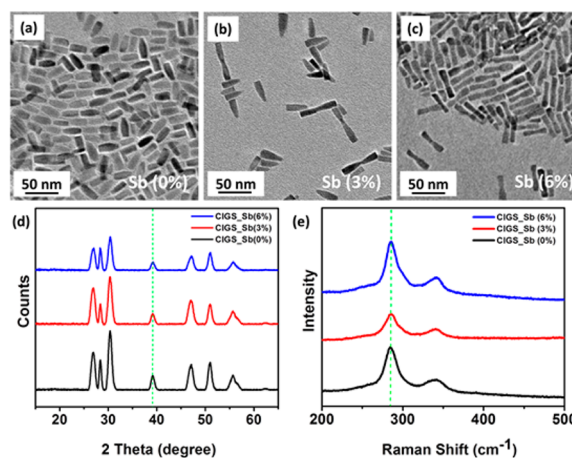 (a)
Sb (0%)
50 nm
(b)
Sb (3%)
50 nm
(c)
Sb (6%)
50 nm
(d)
CIGS_Sb(6%)
CIGS_Sb(3%)
CIGS_Sb(0%)
Counts
20 30 40 50 60
2 Theta (degree)
(e)
CIGS_Sb (6%)
CIGS_Sb (3%)
CIGS_Sb (0%)
Intensity
200 300 400 500
Raman Shift (cm⁻¹)